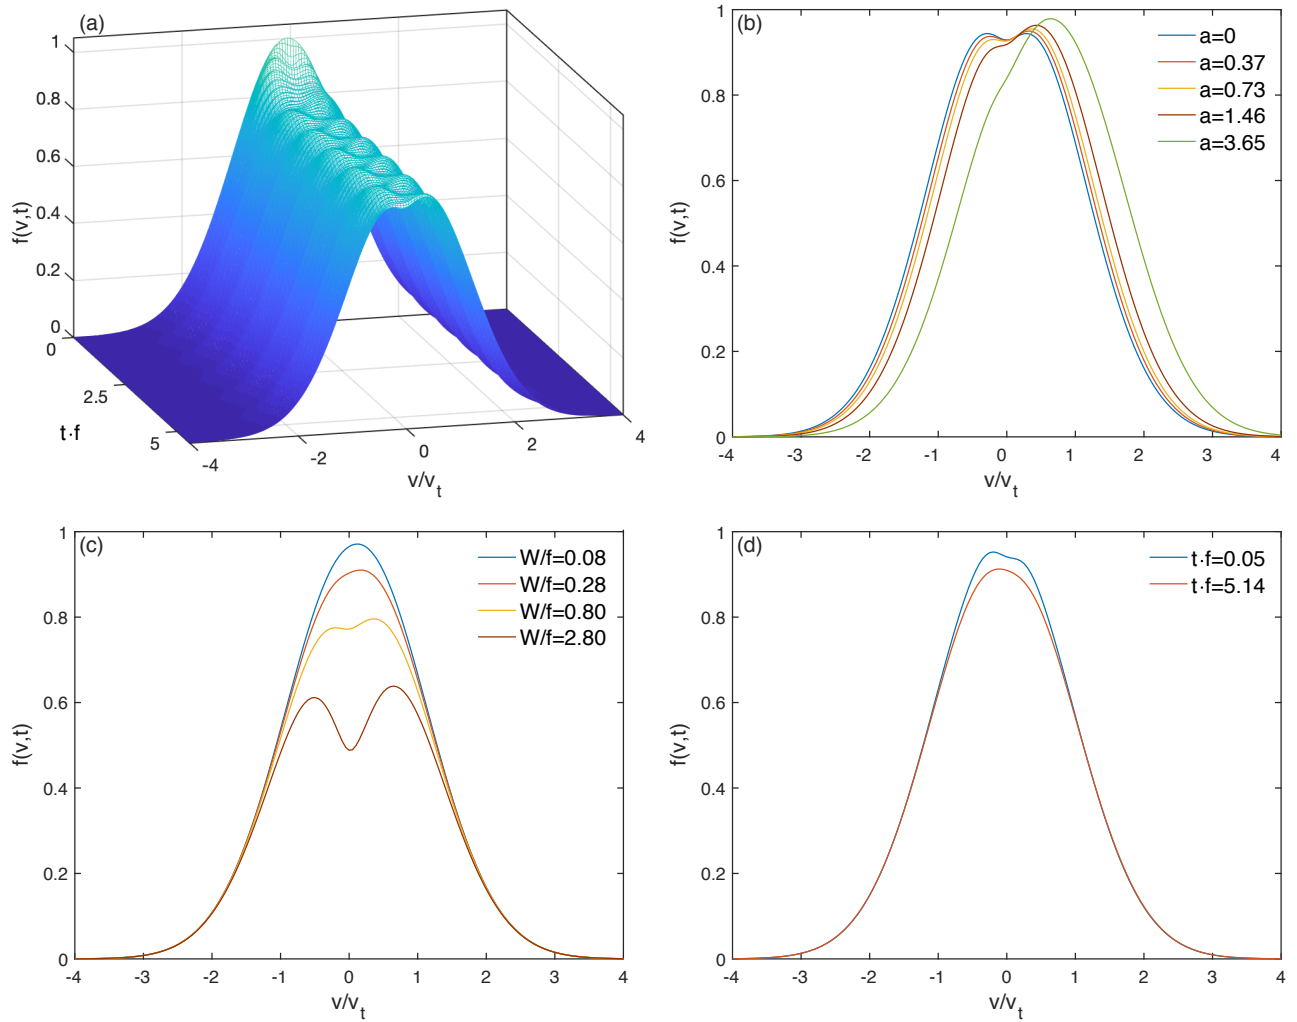 (a)
1
0.8
0.6
0.4
0.2
0
f(v,t)
0
2.5
5
t·f
-4
-2
0
2
4
v/vt
(b)
a=0
a=0.37
a=0.73
a=1.46
a=3.65
1
0.8
0.6
0.4
0.2
0
f(v,t)
-4 -3 -2 -1 0 1 2 3 4
v/vt
(c)
W/f=0.08
W/f=0.28
W/f=0.80
W/f=2.80
1
0.8
0.6
0.4
0.2
0
f(v,t)
-4 -3 -2 -1 0 1 2 3 4
v/vt
(d)
t·f=0.05
t·f=5.14
1
0.8
0.6
0.4
0.2
0
f(v,t)
-4 -3 -2 -1 0 1 2 3 4
v/vt